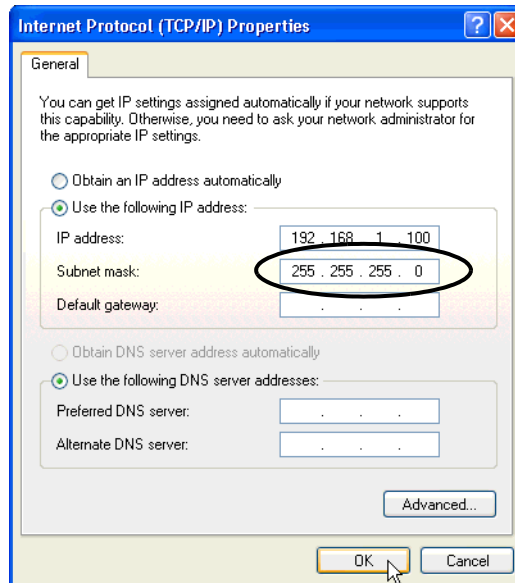 Internet Protocol (TCP/IP) Properties
General
You can get IP settings assigned automatically if your network supports
this capability. Otherwise, you need to ask your network administrator for
the appropriate IP settings.
Obtain an IP address automatically
Use the following IP address:
IP address: 192 . 168 . 1 . 100
Subnet mask: 255 . 255 . 255 . 0
Default gateway: . . .
Obtain DNS server address automatically
Use the following DNS server addresses:
Preferred DNS server: . . .
Alternate DNS server: . . .
Advanced...
OK Cancel